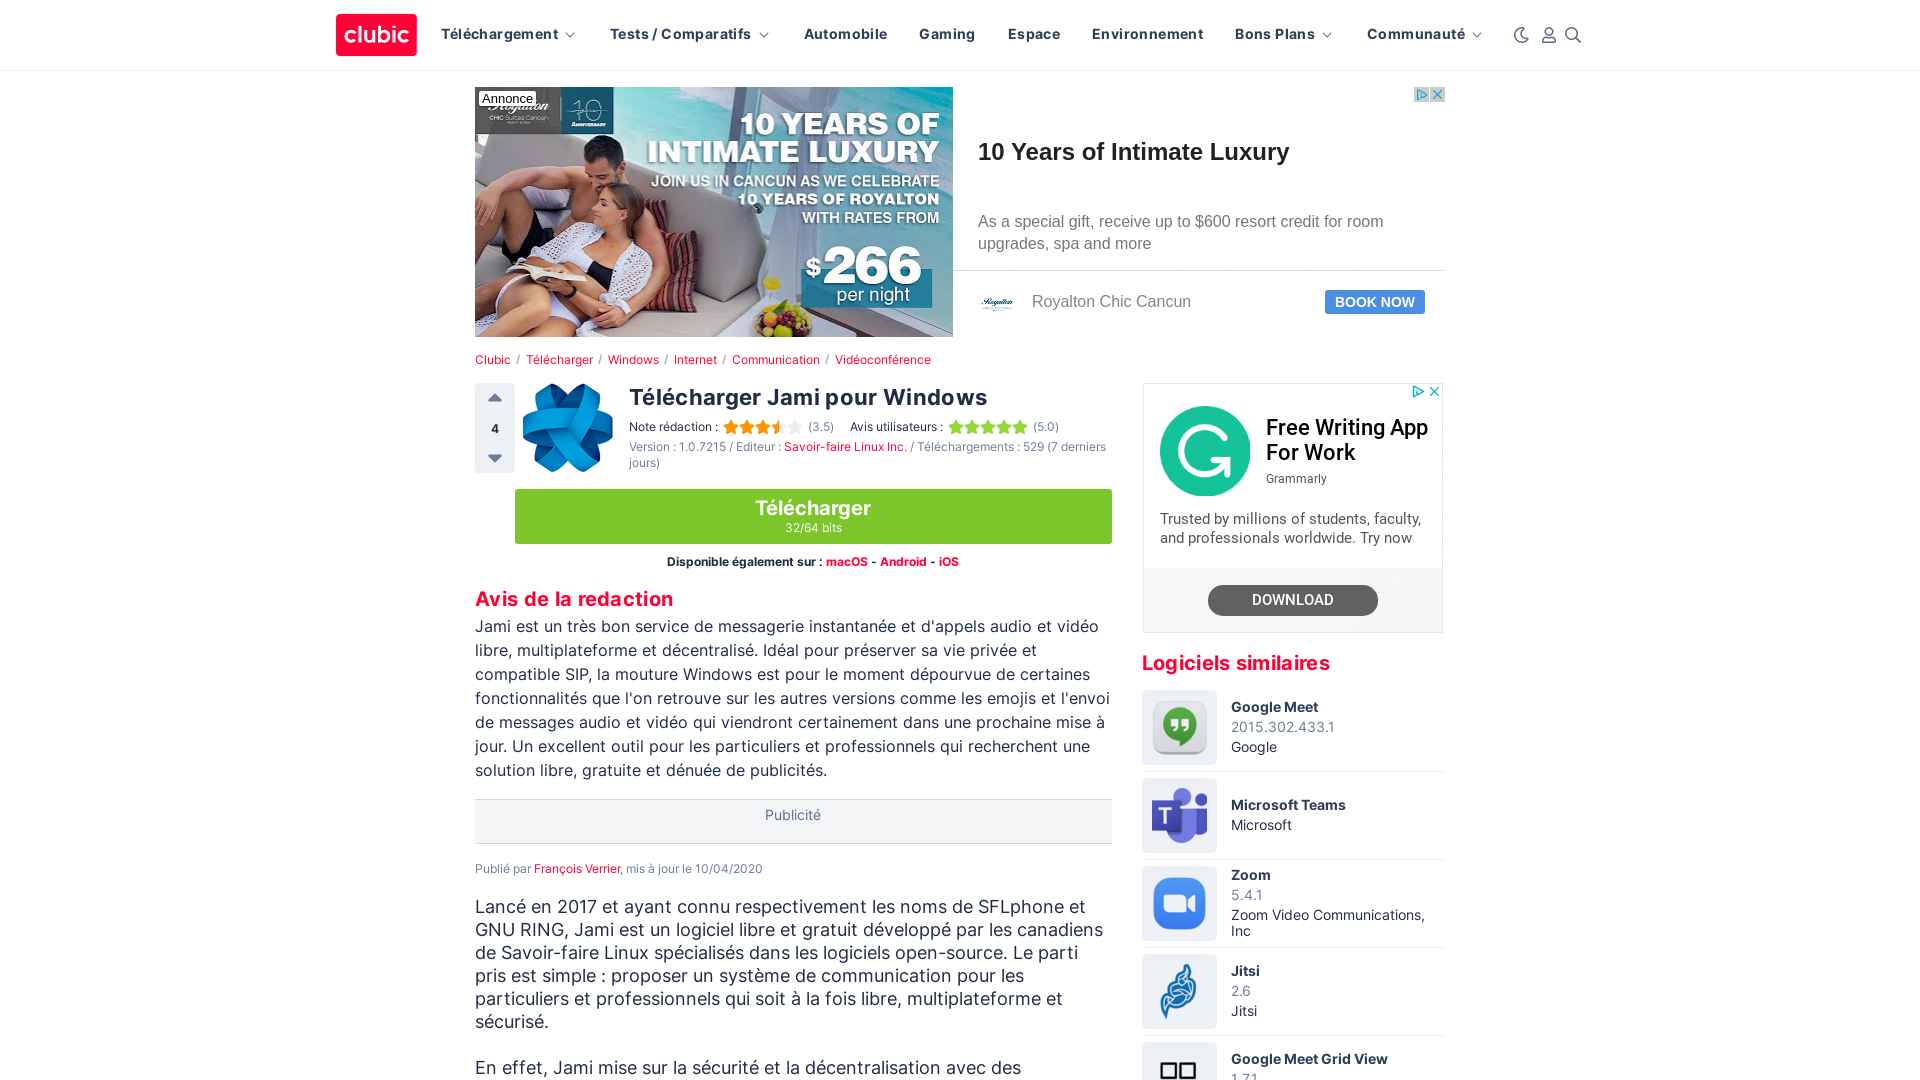 clubic
Téléchargement
Tests / Comparatifs
Automobile
Gaming
Espace
Environnement
Bons Plans
Communauté
Annonce
Royalton
CHIC Suites Cancun
10
ANNIVERSARY
10 YEARS OF
INTIMATE LUXURY
JOIN US IN CANCUN AS WE CELEBRATE
10 YEARS OF ROYALTON
WITH RATES FROM
$266
per night
10 Years of Intimate Luxury
As a special gift, receive up to $600 resort credit for room
upgrades, spa and more
Royalton
Royalton Chic Cancun
BOOK NOW
Clubic / Télécharger / Windows / Internet / Communication / Vidéoconférence
4
Télécharger Jami pour Windows
Note rédaction : (3.5) Avis utilisateurs : (5.0)
Version : 1.0.7215 / Editeur : Savoir-faire Linux Inc. / Téléchargements : 529 (7 derniers
jours)
Télécharger
32/64 bits
Disponible également sur : macOS - Android - iOS
Avis de la redaction
Jami est un très bon service de messagerie instantanée et d'appels audio et vidéo
libre, multiplateforme et décentralisé. Idéal pour préserver sa vie privée et
compatible SIP, la mouture Windows est pour le moment dépourvue de certaines
fonctionnalités que l'on retrouve sur les autres versions comme les emojis et l'envoi
de messages audio et vidéo qui viendront certainement dans une prochaine mise à
jour. Un excellent outil pour les particuliers et professionnels qui recherchent une
solution libre, gratuite et dénuée de publicités.
Publicité
Publié par François Verrier, mis à jour le 10/04/2020
Lancé en 2017 et ayant connu respectivement les noms de SFLphone et
GNU RING, Jami est un logiciel libre et gratuit développé par les canadiens
de Savoir-faire Linux spécialisés dans les logiciels open-source. Le parti
pris est simple : proposer un système de communication pour les
particuliers et professionnels qui soit à la fois libre, multiplateforme et
sécurisé.
En effet, Jami mise sur la sécurité et la décentralisation avec des
Free Writing App
For Work
Grammarly
Trusted by millions of students, faculty,
and professionals worldwide. Try now
DOWNLOAD
Logiciels similaires
Google Meet
2015.302.433.1
Google
Microsoft Teams
Microsoft
Zoom
5.4.1
Zoom Video Communications,
Inc
Jitsi
2.6
Jitsi
Google Meet Grid View
1.7.1